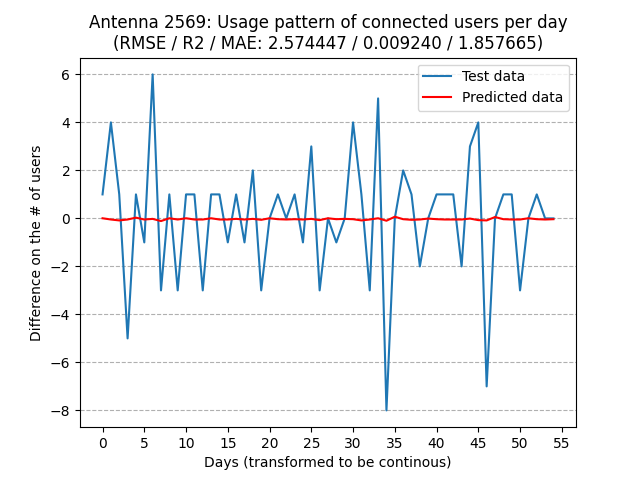 Antenna 2569: Usage pattern of connected users per day
(RMSE / R2 / MAE: 2.574447 / 0.009240 / 1.857665)
Test data
Predicted data
Difference on the # of users
6
4
2
0
−2
−4
−6
−8
0 5 10 15 20 25 30 35 40 45 50 55
Days (transformed to be continous)